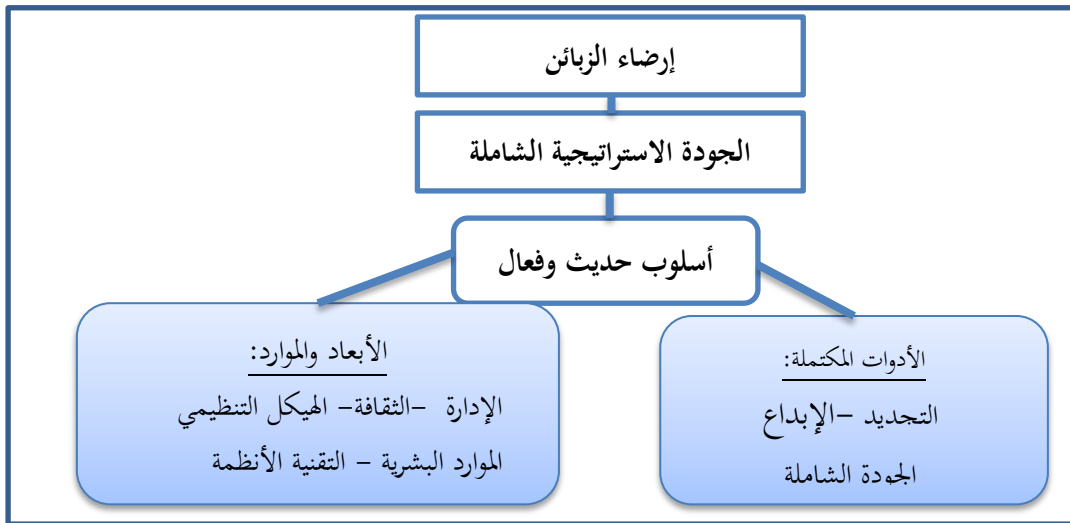 إرضاء الزبائن
الجودة الاستراتيجية الشاملة
أسلوب حديث وفعال
الأدوات المكتملة:
التجديد –الإبداع
الجودة الشاملة
الأبعاد والموارد:
الإدارة –الثقافة– الهيكل التنظيمي
الموارد البشرية – التقنية الأنظمة